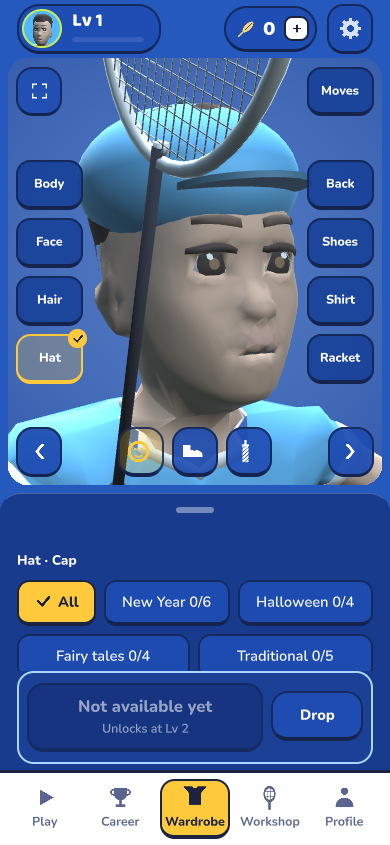 Lv 1
0
+
Moves
Body
Back
Face
Shoes
Hair
Shirt
Hat
Racket
Hat · Cap
All
New Year 0/6
Halloween 0/4
Fairy tales 0/4
Traditional 0/5
Not available yet
Unlocks at Lv 2
Drop
Play
Career
Wardrobe
Workshop
Profile